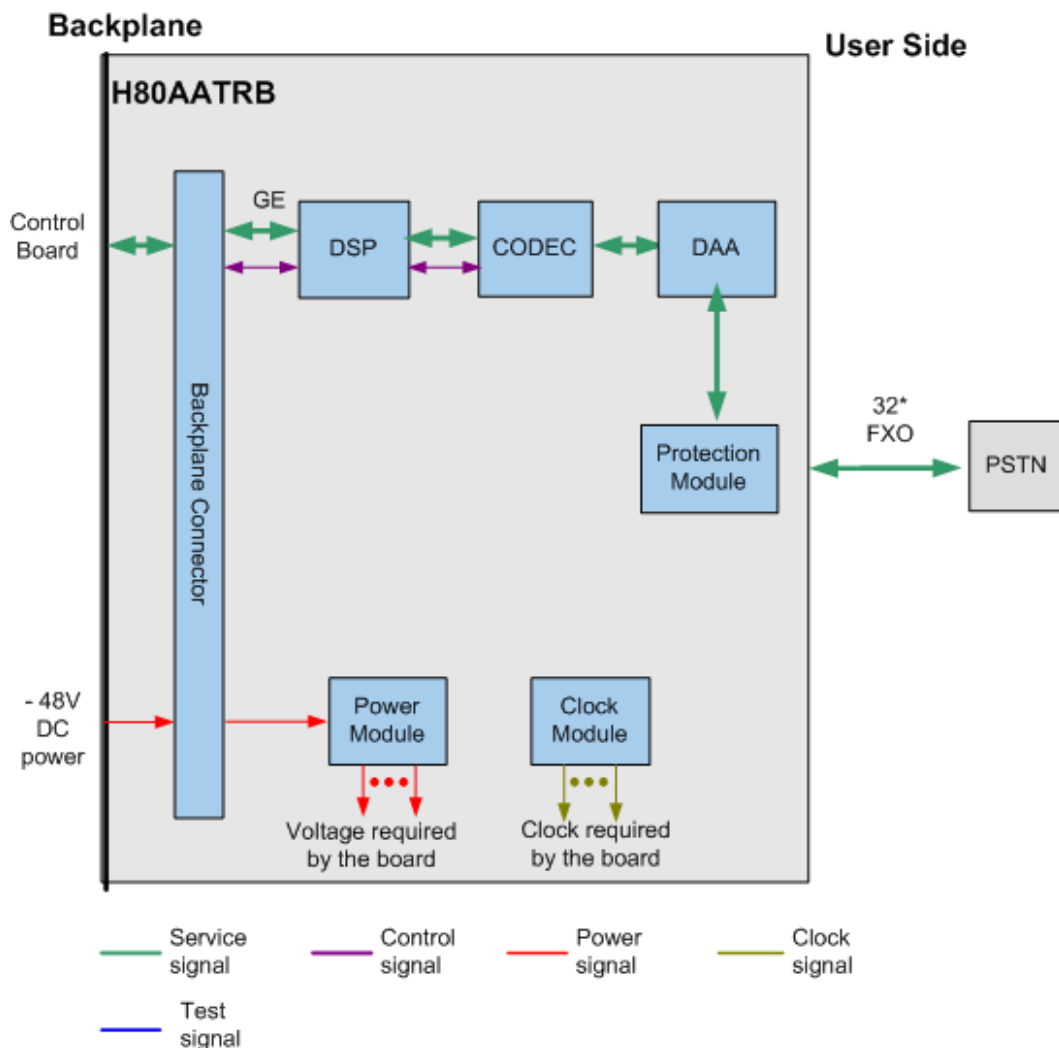 Backplane
User Side
H80AATRB
Control
Board
GE
DSP
CODEC
DAA
Backplane Connector
Protection
Module
32*
FXO
PSTN
- 48V
DC
power
Power
Module
Clock
Module
Voltage required
by the board
Clock required
by the board
Service
signal
Control
signal
Power
signal
Clock
signal
Test
signal